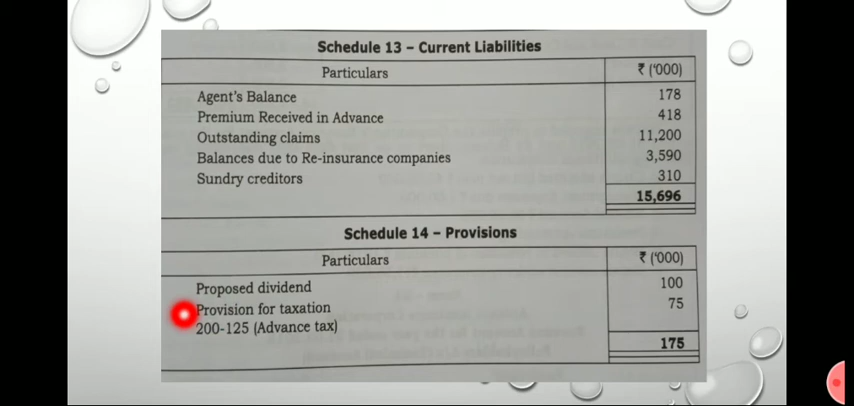 Schedule 13 – Current Liabilities
Particulars ₹ ('000)
Agent's Balance 178
Premium Received in Advance 418
Outstanding claims 11,200
Balances due to Re-insurance companies 3,590
Sundry creditors 310
15,696
Schedule 14 – Provisions
Particulars ₹ ('000)
Proposed dividend 100
Provision for taxation 75
200-125 (Advance tax)
175